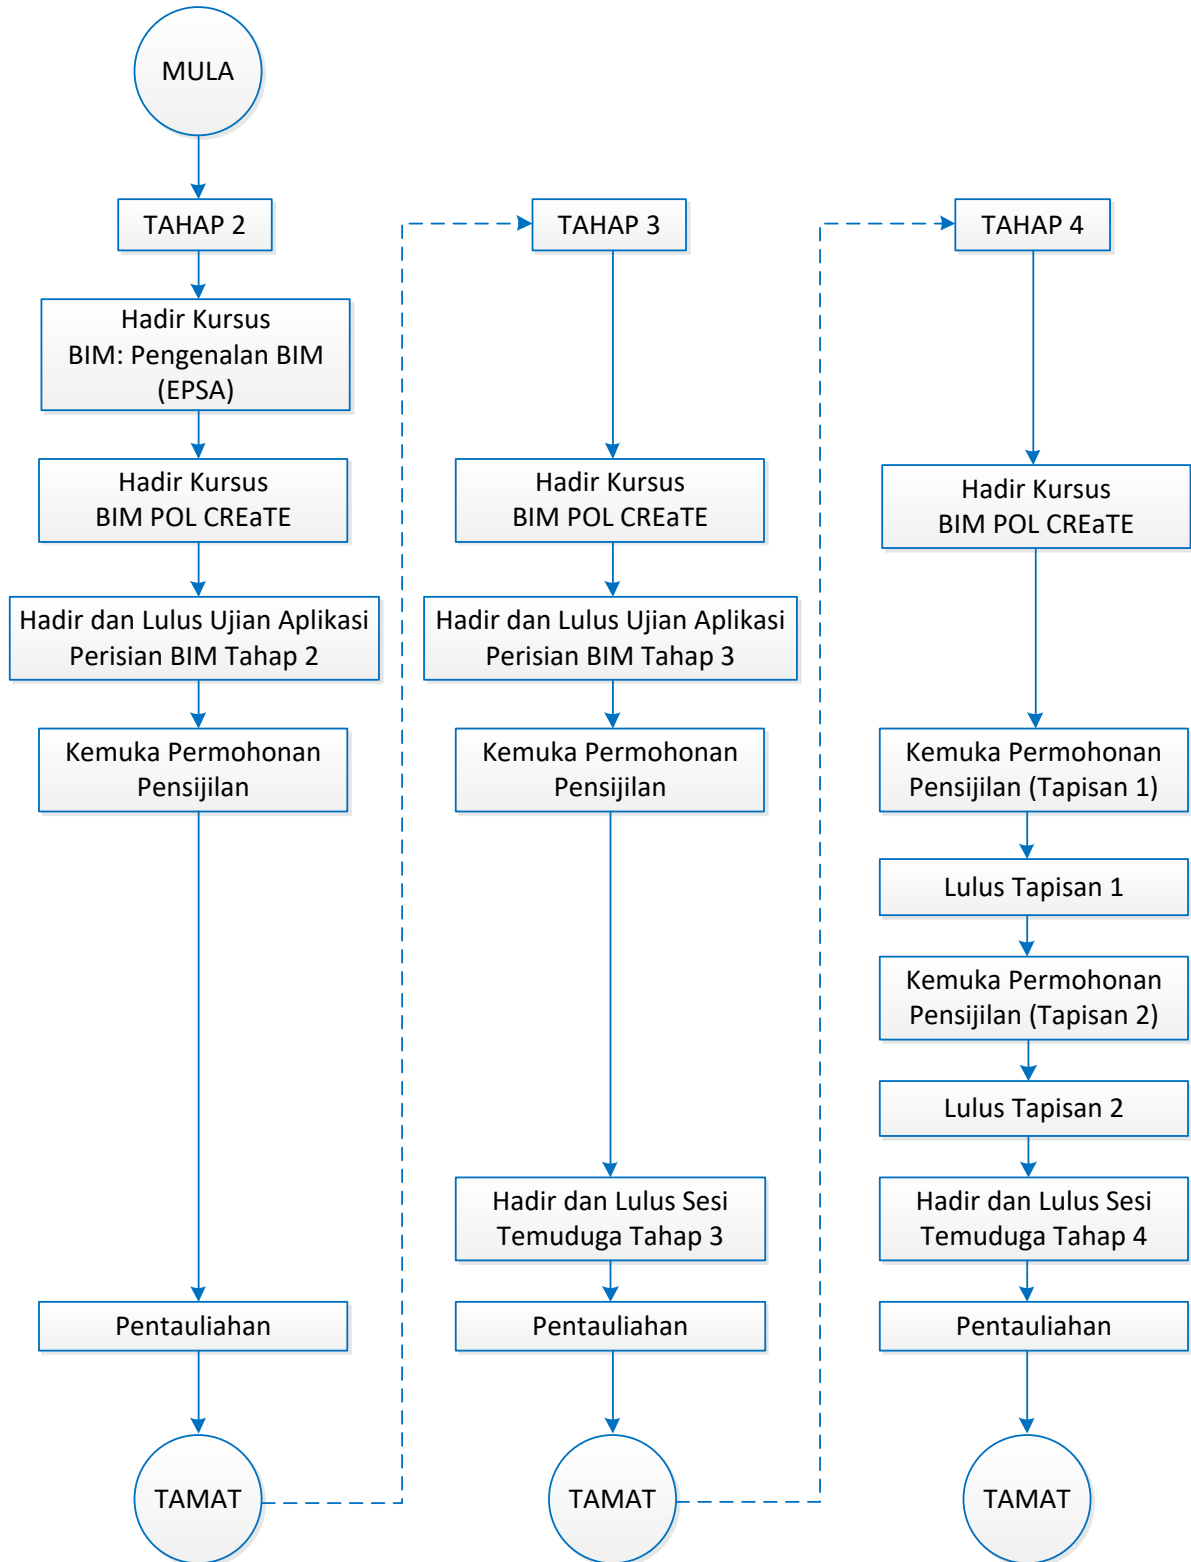 MULA
TAHAP 2
Hadir Kursus
BIM: Pengenalan BIM
(EPSA)
Hadir Kursus
BIM POL CREaTE
Hadir dan Lulus Ujian Aplikasi
Perisian BIM Tahap 2
Kemuka Permohonan
Pensijilan
Pentauliahan
TAMAT
TAHAP 3
Hadir Kursus
BIM POL CREaTE
Hadir dan Lulus Ujian Aplikasi
Perisian BIM Tahap 3
Kemuka Permohonan
Pensijilan
Hadir dan Lulus Sesi
Temuduga Tahap 3
Pentauliahan
TAMAT
TAHAP 4
Hadir Kursus
BIM POL CREaTE
Kemuka Permohonan
Pensijilan (Tapisan 1)
Lulus Tapisan 1
Kemuka Permohonan
Pensijilan (Tapisan 2)
Lulus Tapisan 2
Hadir dan Lulus Sesi
Temuduga Tahap 4
Pentauliahan
TAMAT